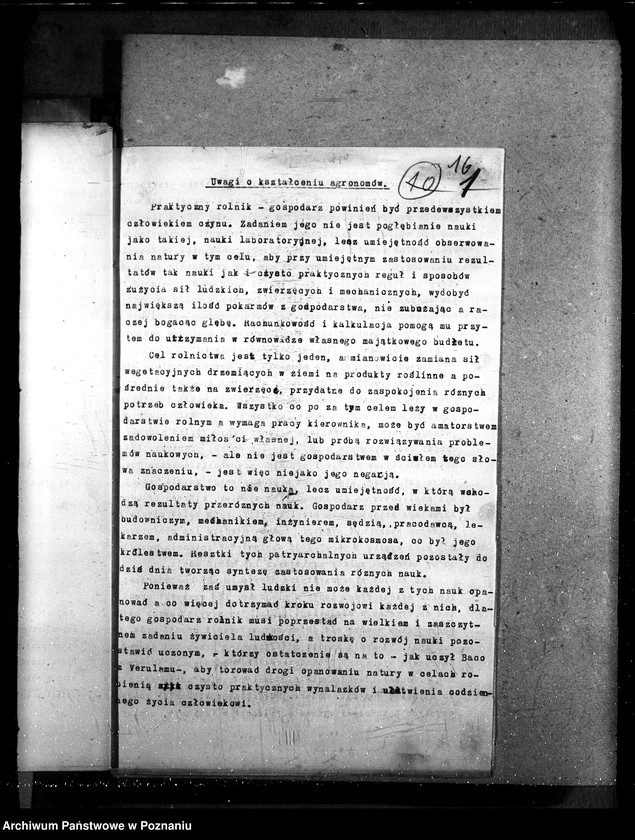 10
16
1
Uwagi o kształceniu agronomów.
Praktyczny rolnik - gospodarz powinień być przedewszystkiem
człowiekiem czynu. Zadaniem jego nie jest pogłębianie nauki
jako takiej, nauki laboratoryjnej, lecz umiejętność obserwowa-
nia natury w tym celu, aby przy umiejętnym zastosowaniu rezul-
tatów tak nauki jak i czysto praktycznych reguł i sposobów
zużycia sił ludzkich, zwierzęcych i mechanicznych, wydobyć
największą ilość pokarmów z gospodarstwa, nie zubażając a ra-
czej bogacąc glebę. Rachunkowość i kalkulacja pomogą mu przy-
tem do utrzymania w równowadze własnego majątkowego budżetu.
Cel rolnictwa jest tylko jeden, a mianowicie zamiana sił
wegetacyjnych drzemiących w ziemi na produkty roślinne a po-
średnie także na zwierzęce, przydatne do zaspokojenia różnych
potrzeb człowieka. Wszystko co po za tym celem leży w gospo-
darstwie rolnym a wymaga pracy kierownika, może być amatorstwem
zadowoleniem miłości własnej, lub próbą rozwiązywania proble-
mów naukowych, - ale nie jest gospodarstwem w ścisłem tego sło-
wa znaczeniu, - jest więc niejako jego negacją.
Gospodarstwo to nie nauka, lecz umiejętność, w którą wcho-
dzą rezultaty przeróżnych nauk. Gospodarz przed wiekami był
budowniczym, mechanikiem, inżynierem, sędzią, pracodawcą, le-
karzem, administracyjną głową tego mikrokosmosa, co był jego
królestwem. Resztki tych patryarchalnych urządzeń pozostały do
dziś dnia tworząc syntezę zastosowania różnych nauk.
Ponieważ zaś umysł ludzki nie może każdej z tych nauk opa-
nować a co więcej dotrzymać kroku rozwojowi każdej z nich, dla-
tego gospodarz rolnik musi poprzestać na wielkiem i zaszczyt-
nem zadaniu żywiciela ludzkości, a troskę o rozwój nauki pozo-
stawić uczonym, - którzy ostatecznie są na to - jak uczył Baco
z Verulamu-, aby torować drogi opanowaniu natury w celach ro-
bienia czysto praktycznych wynalazków i ułatwienia codzien-
nego życia człowiekowi.
Archiwum Państwowe w Poznaniu